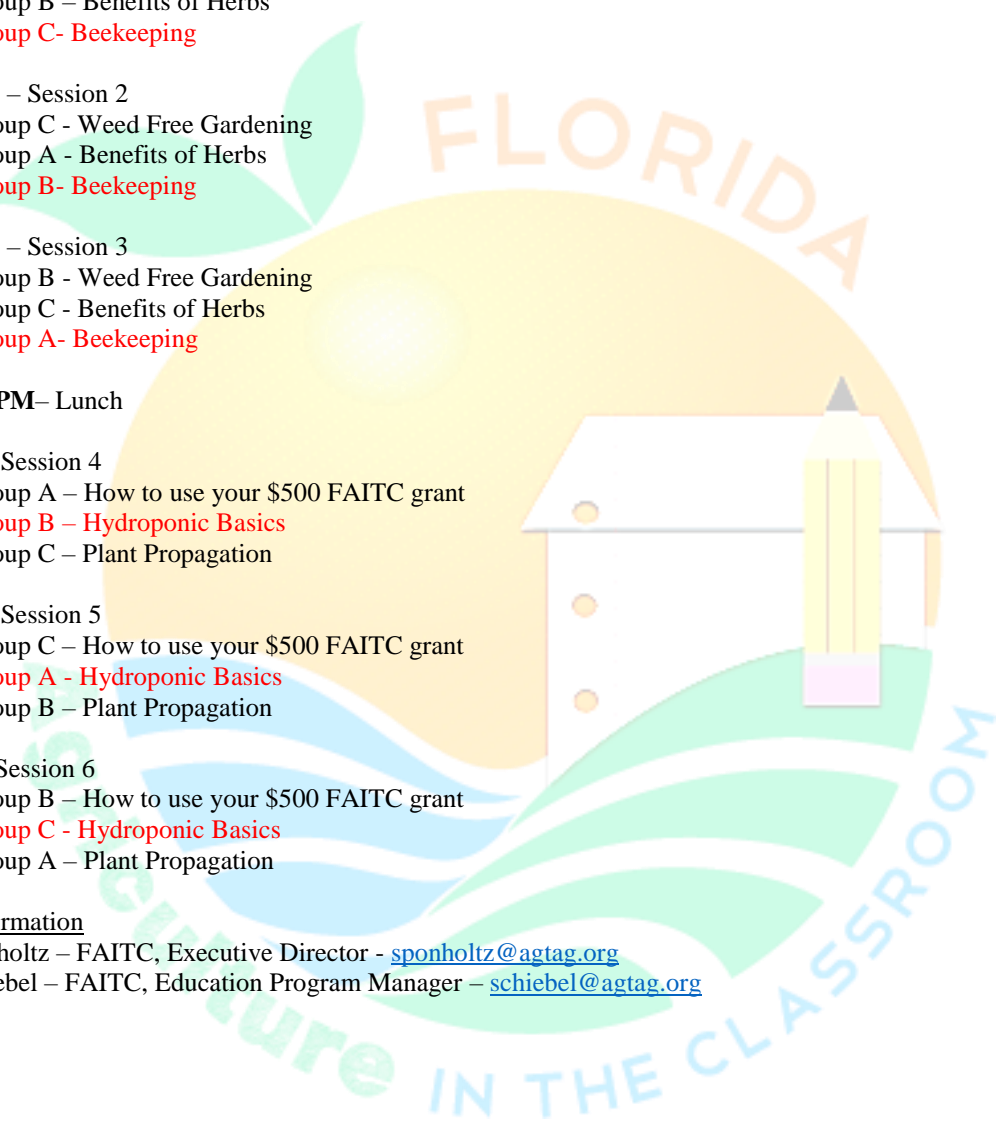 oup B – Benefits of Herbs
oup C- Beekeeping
– Session 2
oup C - Weed Free Gardening
oup A - Benefits of Herbs
oup B- Beekeeping
– Session 3
oup B - Weed Free Gardening
oup C - Benefits of Herbs
oup A- Beekeeping
PM– Lunch
Session 4
oup A – How to use your $500 FAITC grant
oup B – Hydroponic Basics
oup C – Plant Propagation
Session 5
oup C – How to use your $500 FAITC grant
oup A - Hydroponic Basics
oup B – Plant Propagation
Session 6
oup B – How to use your $500 FAITC grant
oup C - Hydroponic Basics
oup A – Plant Propagation
ormation
holtz – FAITC, Executive Director - sponholtz@agtag.org
ebel – FAITC, Education Program Manager – schiebel@agtag.org
FLORIDA
Agriculture IN THE CLASSROOM